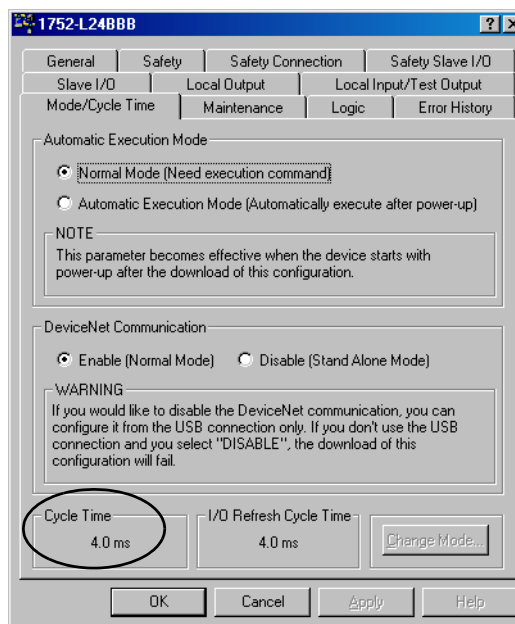 1752-L24BBB
General Safety Safety Connection Safety Slave I/O
Slave I/O Local Output Local Input/Test Output
Mode/Cycle Time Maintenance Logic Error History
Automatic Execution Mode
Normal Mode (Need execution command)
Automatic Execution Mode (Automatically execute after power-up)
NOTE
This parameter becomes effective when the device starts with
power-up after the download of this configuration.
DeviceNet Communication
Enable (Normal Mode) Disable (Stand Alone Mode)
WARNING
If you would like to disable the DeviceNet communication, you can
configure it from the USB connection only. If you don't use the USB
connection and you select "DISABLE", the download of this
configuration will fail.
Cycle Time I/O Refresh Cycle Time
4.0 ms 4.0 ms Change Mode...
OK Cancel Apply Help